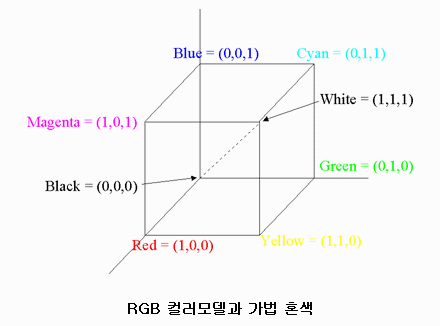 Blue = (0,0,1)
Cyan = (0,1,1)
White = (1,1,1)
Magenta = (1,0,1)
Green = (0,1,0)
Black = (0,0,0)
Red = (1,0,0)
Yellow = (1,1,0)
RGB 컬러모델과 가법 혼색